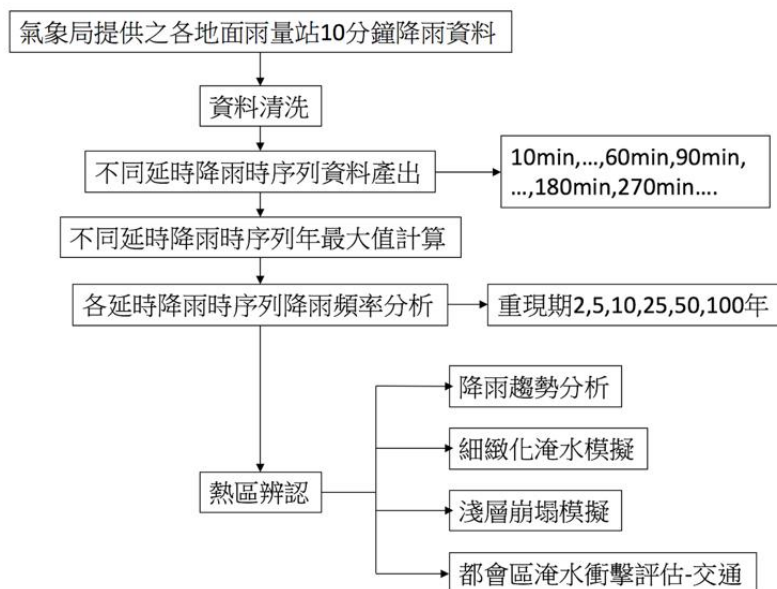 氣象局提供之各地面雨量站10分鐘降雨資料
資料清洗
不同延時降雨時序列資料產出
10min,…,60min,90min,
…,180min,270min….
不同延時降雨時序列年最大值計算
各延時降雨時序列降雨頻率分析
重現期2,5,10,25,50,100年
降雨趨勢分析
細緻化淹水模擬
熱區辨認
淺層崩塌模擬
都會區淹水衝擊評估-交通